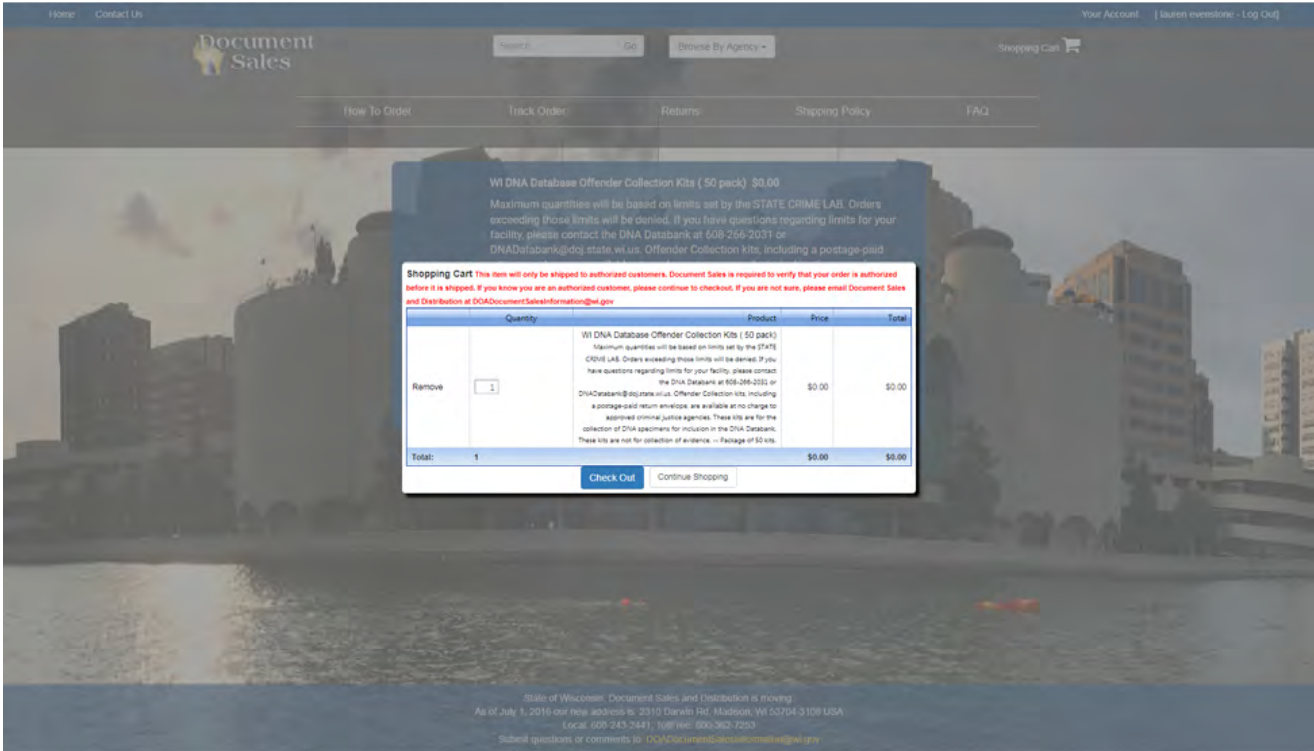 Home Contact Us Your Account [ lauren evenstone - Log Out]
Document
Sales
Search Go Browse By Agency Shopping Cart
How To Order Track Order Returns Shipping Policy FAQ
WI DNA Database Offender Collection Kits ( 50 pack) $0.00
Maximum quantities will be based on limits set by the STATE CRIME LAB. Orders
exceeding those limits will be denied. If you have questions regarding limits for your
facility, please contact the DNA Databank at 608-266-2031 or
DNADatabank@doj.state.wi.us. Offender Collection kits, including a postage-paid
Shopping Cart This item will only be shipped to authorized customers. Document Sales is required to verify that your order is authorized
before it is shipped. If you know you are an authorized customer, please continue to checkout. If you are not sure, please email Document Sales
and Distribution at DOADocumentSalesInformation@wi.gov
Quantity Product Price Total
WI DNA Database Offender Collection Kits ( 50 pack)
Maximum quantities will be based on limits set by the STATE
CRIME LAB. Orders exceeding those limits will be denied. If you
have questions regarding limits for your facility, please contact
the DNA Databank at 608-266-2031 or
Remove 1 DNADatabank@doj.state.wi.us. Offender Collection kits, including $0.00 $0.00
a postage-paid return envelope, are available at no charge to
approved criminal justice agencies. These kits are for the
collection of DNA specimens for inclusion in the DNA Databank.
These kits are not for collection of evidence. -- Package of 50 kits.
Total: 1 $0.00 $0.00
Check Out Continue Shopping
State of Wisconsin, Document Sales and Distribution is moving.
As of July 1, 2016 our new address is: 2310 Darwin Rd, Madison, WI 53704-3108 USA
Local: 608-243-2441, Toll Free: 800-362-7253
Submit questions or comments to: DOADocumentSalesInformation@wi.gov